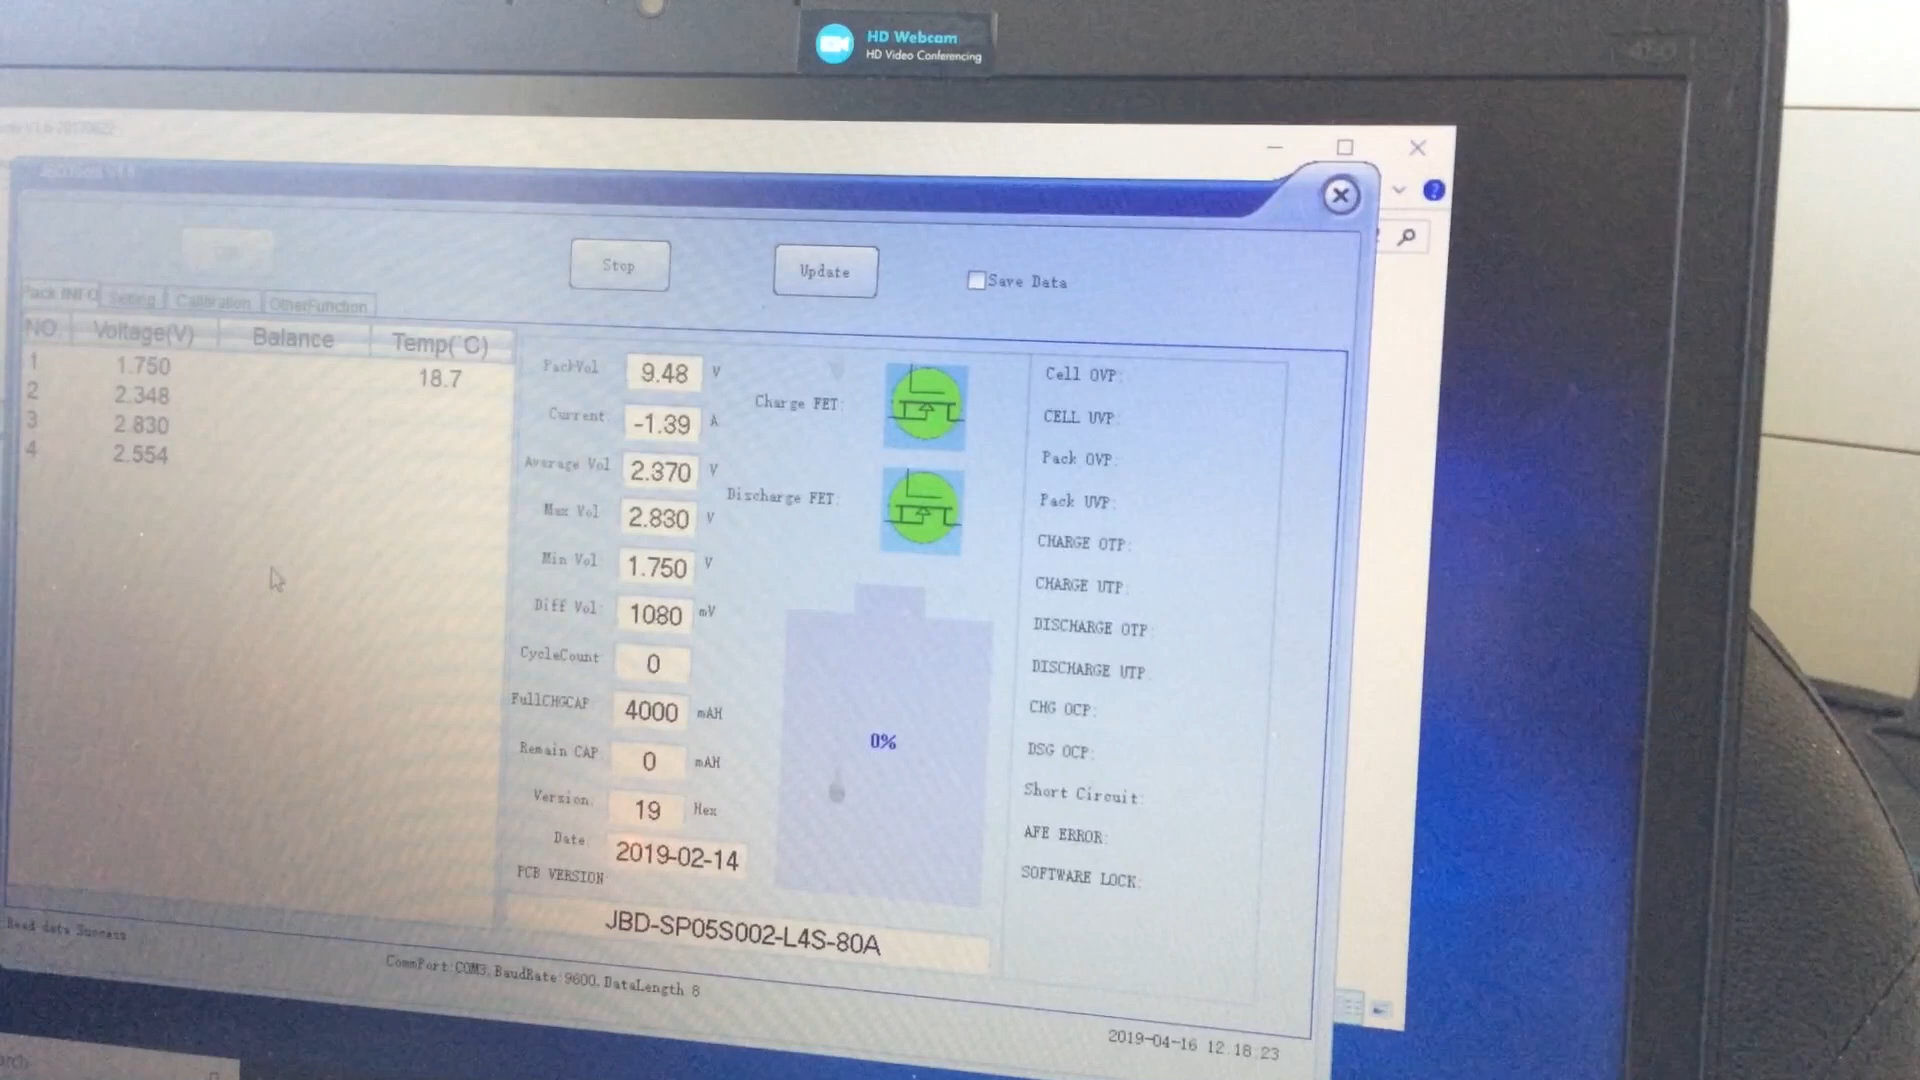 HD Webcam
HD Video Conferencing
JBDTools V1.8
Stop
Update
Save Data
Pack INFO Setting Calibration OtherFunction
NO. Voltage(V) Balance Temp(°C)
1 1.750 18.7
2 2.348
3 2.830
4 2.554
PackVol 9.48 V
Current -1.39 A
Average Vol 2.370 V
Max Vol 2.830 V
Min Vol 1.750 V
Diff Vol 1080 mV
CycleCount 0
FullCHGCAP 4000 mAH
Remain CAP 0 mAH
Version 19 Hex
Date 2019-02-14
PCB VERSION
JBD-SP05S002-L4S-80A
Charge FET:
Discharge FET:
0%
Cell OVP:
CELL UVP:
Pack OVP:
Pack UVP:
CHARGE OTP:
CHARGE UTP:
DISCHARGE OTP:
DISCHARGE UTP
CHG OCP:
DSG OCP:
Short Circuit:
AFE ERROR:
SOFTWARE LOCK:
Read data Success
CommPort:COM3,BaudRate:9600,DataLength 8
2019-04-16 12:18:23